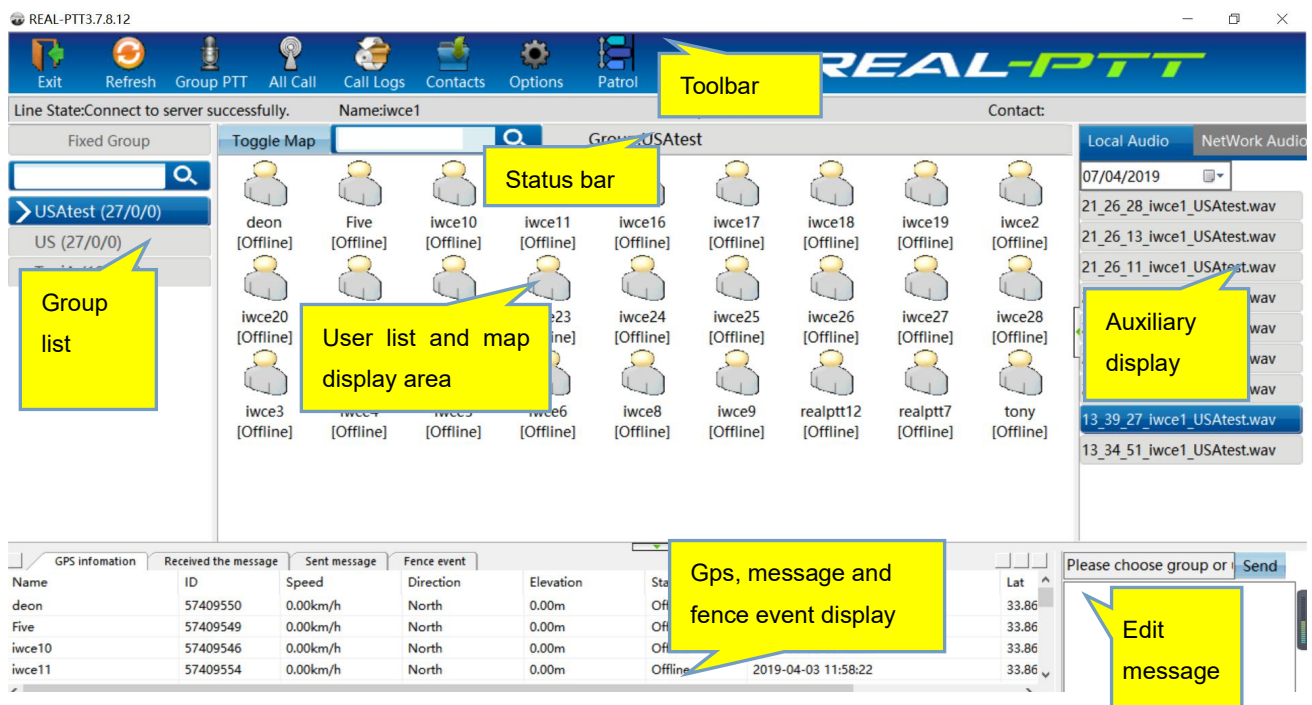 REAL-PTT3.7.8.12
Exit Refresh Group PTT All Call Call Logs Contacts Options Patrol
Toolbar
REAL-PTT
Line State:Connect to server successfully. Name:iwce1 Contact:
Fixed Group
Toggle Map
USAtest
Local Audio NetWork Audio
Status bar
07/04/2019
USAtest (27/0/0)
US (27/0/0)
Group
list
deon Five iwce10 iwce11 iwce16 iwce17 iwce18 iwce19 iwce2
[Offline] [Offline] [Offline] [Offline] [Offline] [Offline] [Offline] [Offline] [Offline]
iwce20 iwce24 iwce25 iwce26 iwce27 iwce28
[Offline] [Offline] [Offline] [Offline] [Offline] [Offline]
User list and map
display area
iwce3 iwce8 iwce9 realptt12 realptt7 tony
[Offline] [Offline] [Offline] [Offline] [Offline] [Offline] [Offline] [Offline] [Offline]
21_26_28_iwce1_USAtest.wav
21_26_13_iwce1_USAtest.wav
21_26_11_iwce1_USAtest.wav
wav
wav
wav
wav
Auxiliary
display
13_39_27_iwce1_USAtest.wav
13_34_51_iwce1_USAtest.wav
GPS infomation Received the message Sent message Fence event
Name ID Speed Direction Elevation Lat
deon 57409550 0.00km/h North 0.00m 33.86
Five 57409549 0.00km/h North 0.00m 33.86
iwce10 57409546 0.00km/h North 0.00m 33.86
iwce11 57409554 0.00km/h North 0.00m Offline 2019-04-03 11:58:22 33.86
Gps, message and
fence event display
Please choose group or Send
Edit
message